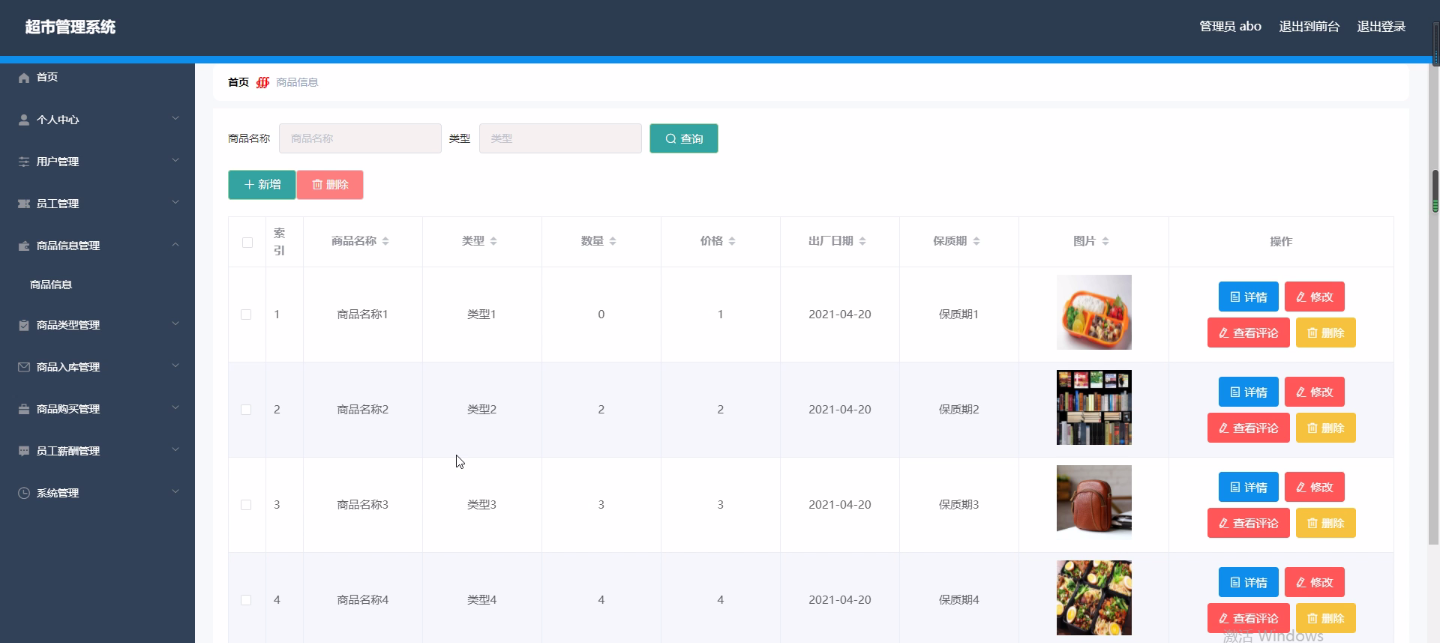 超市管理系统
管理员 abo 退出到前台 退出登录
首页
个人中心
用户管理
员工管理
商品信息管理
商品信息
商品类型管理
商品入库管理
商品购买管理
员工薪酬管理
系统管理
首页 商品信息
商品名称 商品名称 类型 类型 查询
新增 删除
索引 商品名称 类型 数量 价格 出厂日期 保质期 图片 操作
1 商品名称1 类型1 0 1 2021-04-20 保质期1
详情 修改
查看评论 删除
2 商品名称2 类型2 2 2 2021-04-20 保质期2
详情 修改
查看评论 删除
3 商品名称3 类型3 3 3 2021-04-20 保质期3
详情 修改
查看评论 删除
4 商品名称4 类型4 4 4 2021-04-20 保质期4
详情 修改
查看评论 删除
激活 Windows